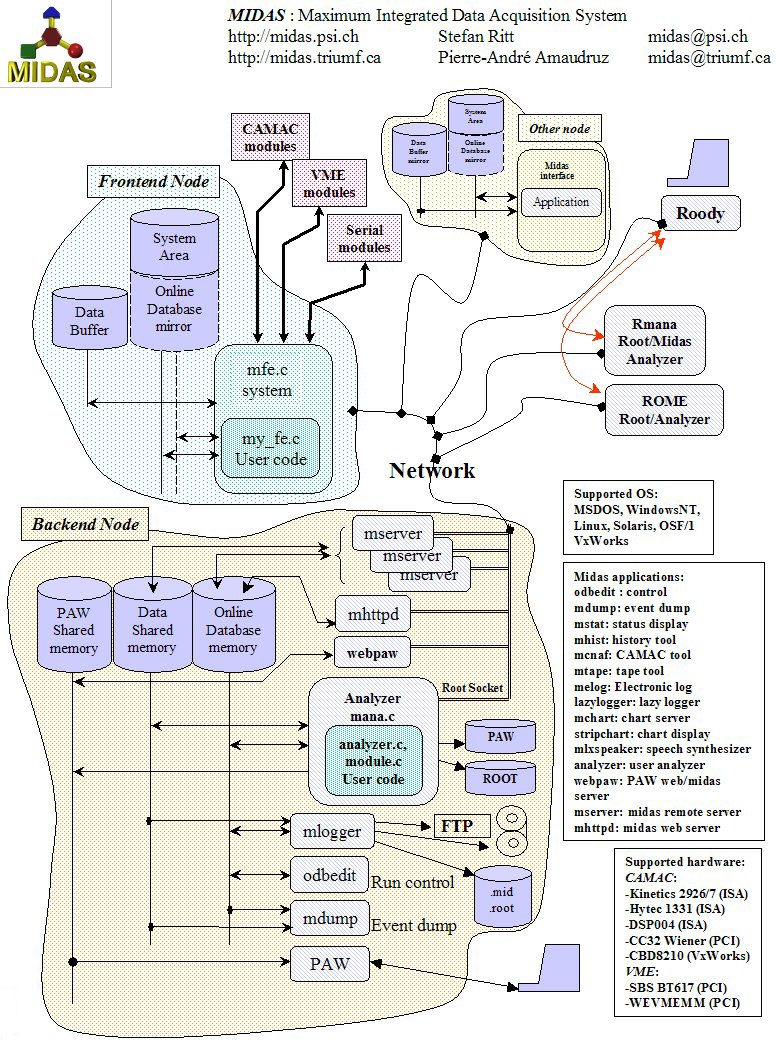 MIDAS
MIDAS : Maximum Integrated Data Acquisition System
http://midas.psi.ch Stefan Ritt midas@psi.ch
http://midas.triumf.ca Pierre-André Amaudruz midas@triumf.ca
CAMAC
modules
VME
modules
Serial
modules
Other node
System
Area
Data
Buffer
mirror
Online
Database
mirror
Midas
interface
Application
Roody
Frontend Node
System
Area
Online
Database
mirror
Data
Buffer
mfe.c
system
my_fe.c
User code
Rmana
Root/Midas
Analyzer
ROME
Root/Analyzer
Network
Supported OS:
MSDOS, WindowsNT,
Linux, Solaris, OSF/1
VxWorks
Backend Node
mserver
mserver
mserver
PAW
Shared
memory
Data
Shared
memory
Online
Database
memory
mhttpd
webpaw
Root Socket
Analyzer
mana.c
analyzer.c,
module.c
User code
PAW
ROOT
mlogger
FTP
odbedit
Run control
.mid
.root
mdump
Event dump
PAW
Midas applications:
odbedit : control
mdump: event dump
mstat: status display
mhist: history tool
mcnaf: CAMAC tool
mtape: tape tool
melog: Electronic log
lazylogger: lazy logger
mchart: chart server
stripchart: chart display
mlxspeaker: speech synthesizer
analyzer: user analyzer
webpaw: PAW web/midas
server
mserver: midas remote server
mhttpd: midas web server
Supported hardware:
CAMAC:
-Kinetics 2926/7 (ISA)
-Hytec 1331 (ISA)
-DSP004 (ISA)
-CC32 Wiener (PCI)
-CBD8210 (VxWorks)
VME:
-SBS BT617 (PCI)
-WEVMEMM (PCI)